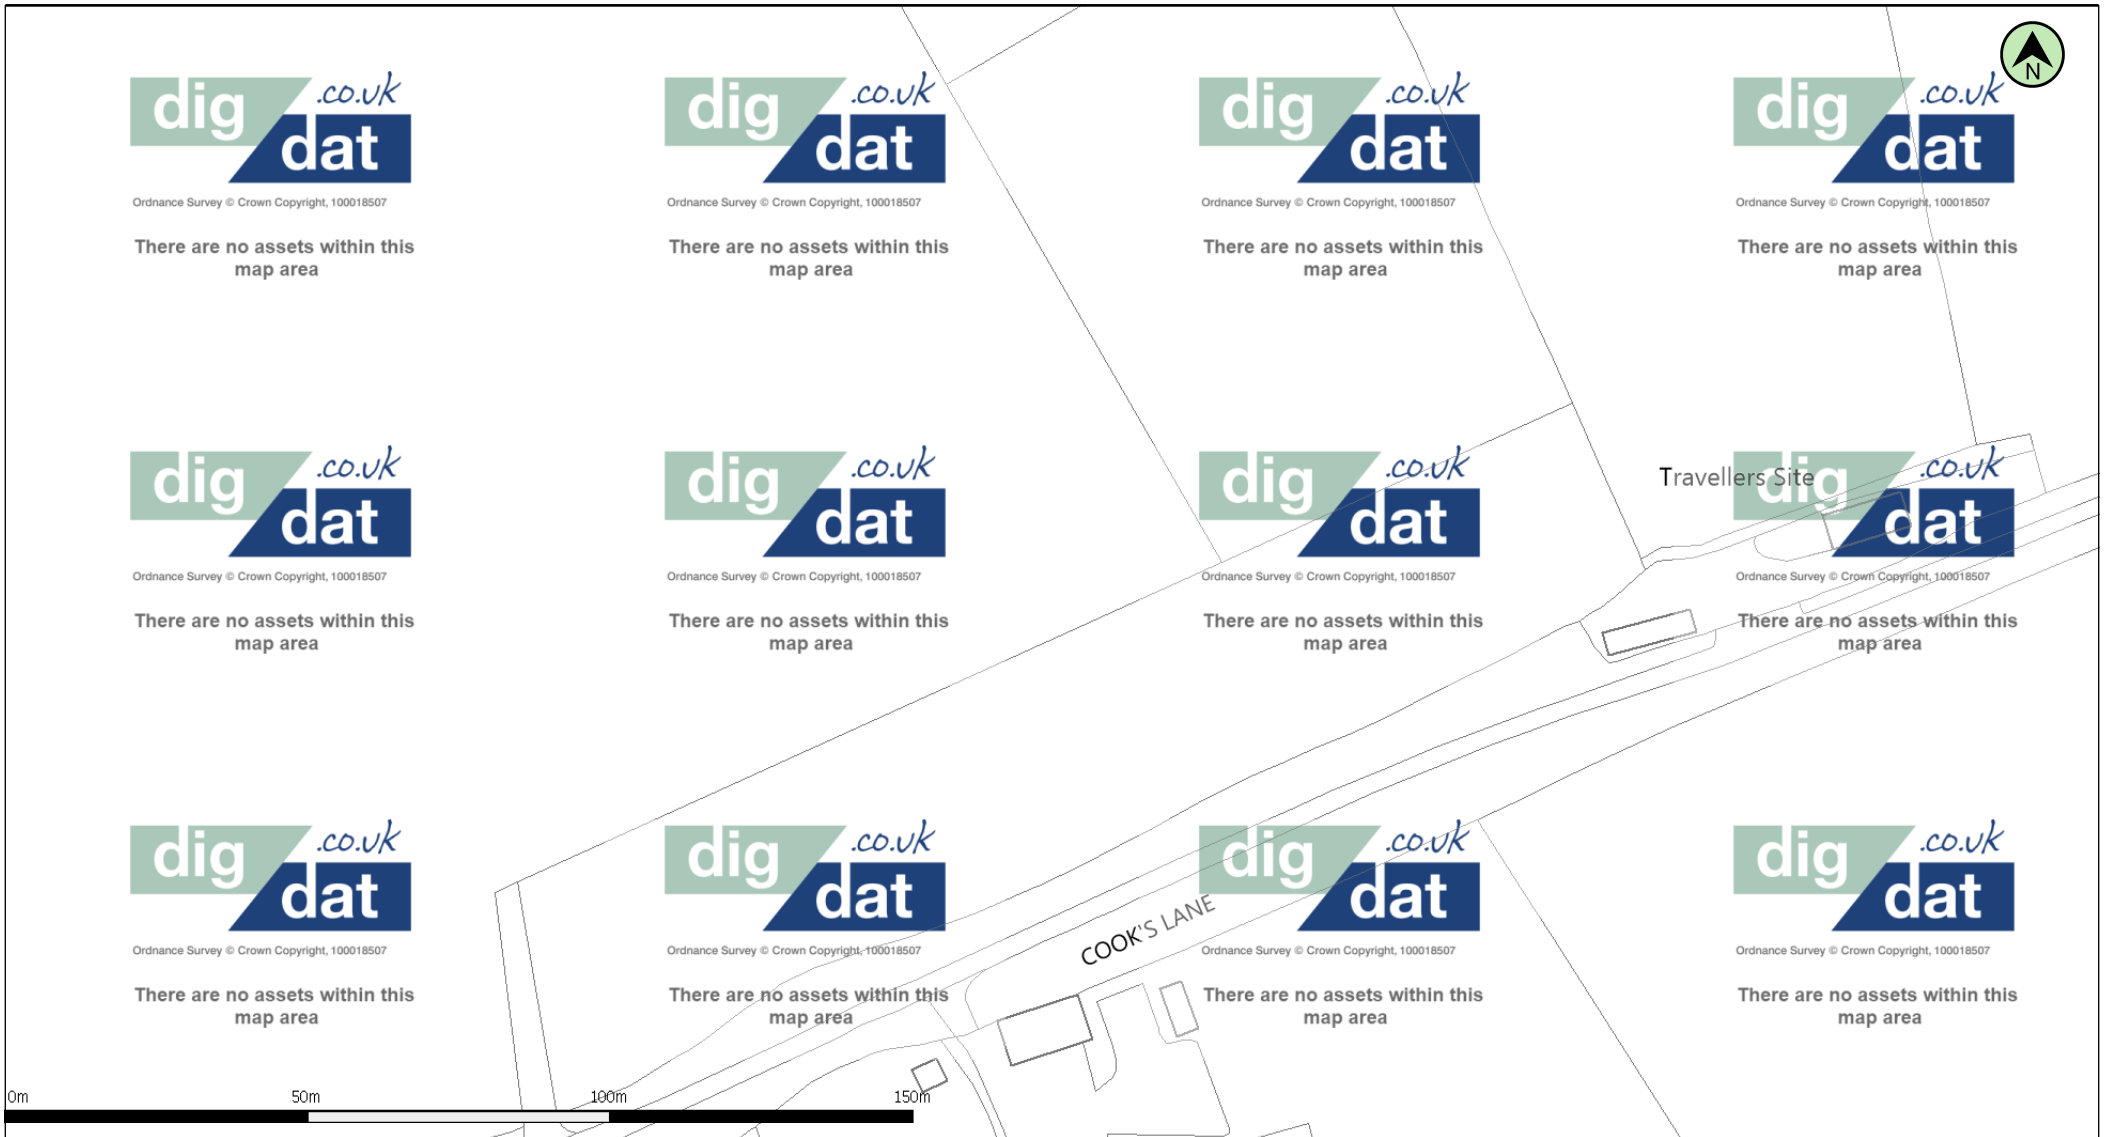 dig .co.uk dig .co.uk dig .co.uk dig .co.uk
N
dat dat dat dat
Ordnance Survey © Crown Copyright, 100018507 Ordnance Survey © Crown Copyright, 100018507 Ordnance Survey © Crown Copyright, 100018507 Ordnance Survey © Crown Copyright, 100018507
There are no assets within this There are no assets within this There are no assets within this There are no assets within this
map area map area map area map area
dig .co.uk dig .co.uk dig .co.uk dig .co.uk
Travellers Site
dat dat dat dat
Ordnance Survey © Crown Copyright, 100018507 Ordnance Survey © Crown Copyright, 100018507 Ordnance Survey © Crown Copyright, 100018507 Ordnance Survey © Crown Copyright, 100018507
There are no assets within this There are no assets within this There are no assets within this There are no assets within this
map area map area map area map area
dig .co.uk dig .co.uk dig .co.uk dig .co.uk
dat dat dat dat
COOK'S LANE
Ordnance Survey © Crown Copyright, 100018507 Ordnance Survey © Crown Copyright, 100018507 Ordnance Survey © Crown Copyright, 100018507 Ordnance Survey © Crown Copyright, 100018507
There are no assets within this There are no assets within this There are no assets within this There are no assets within this
map area map area map area map area
0m 50m 100m 150m